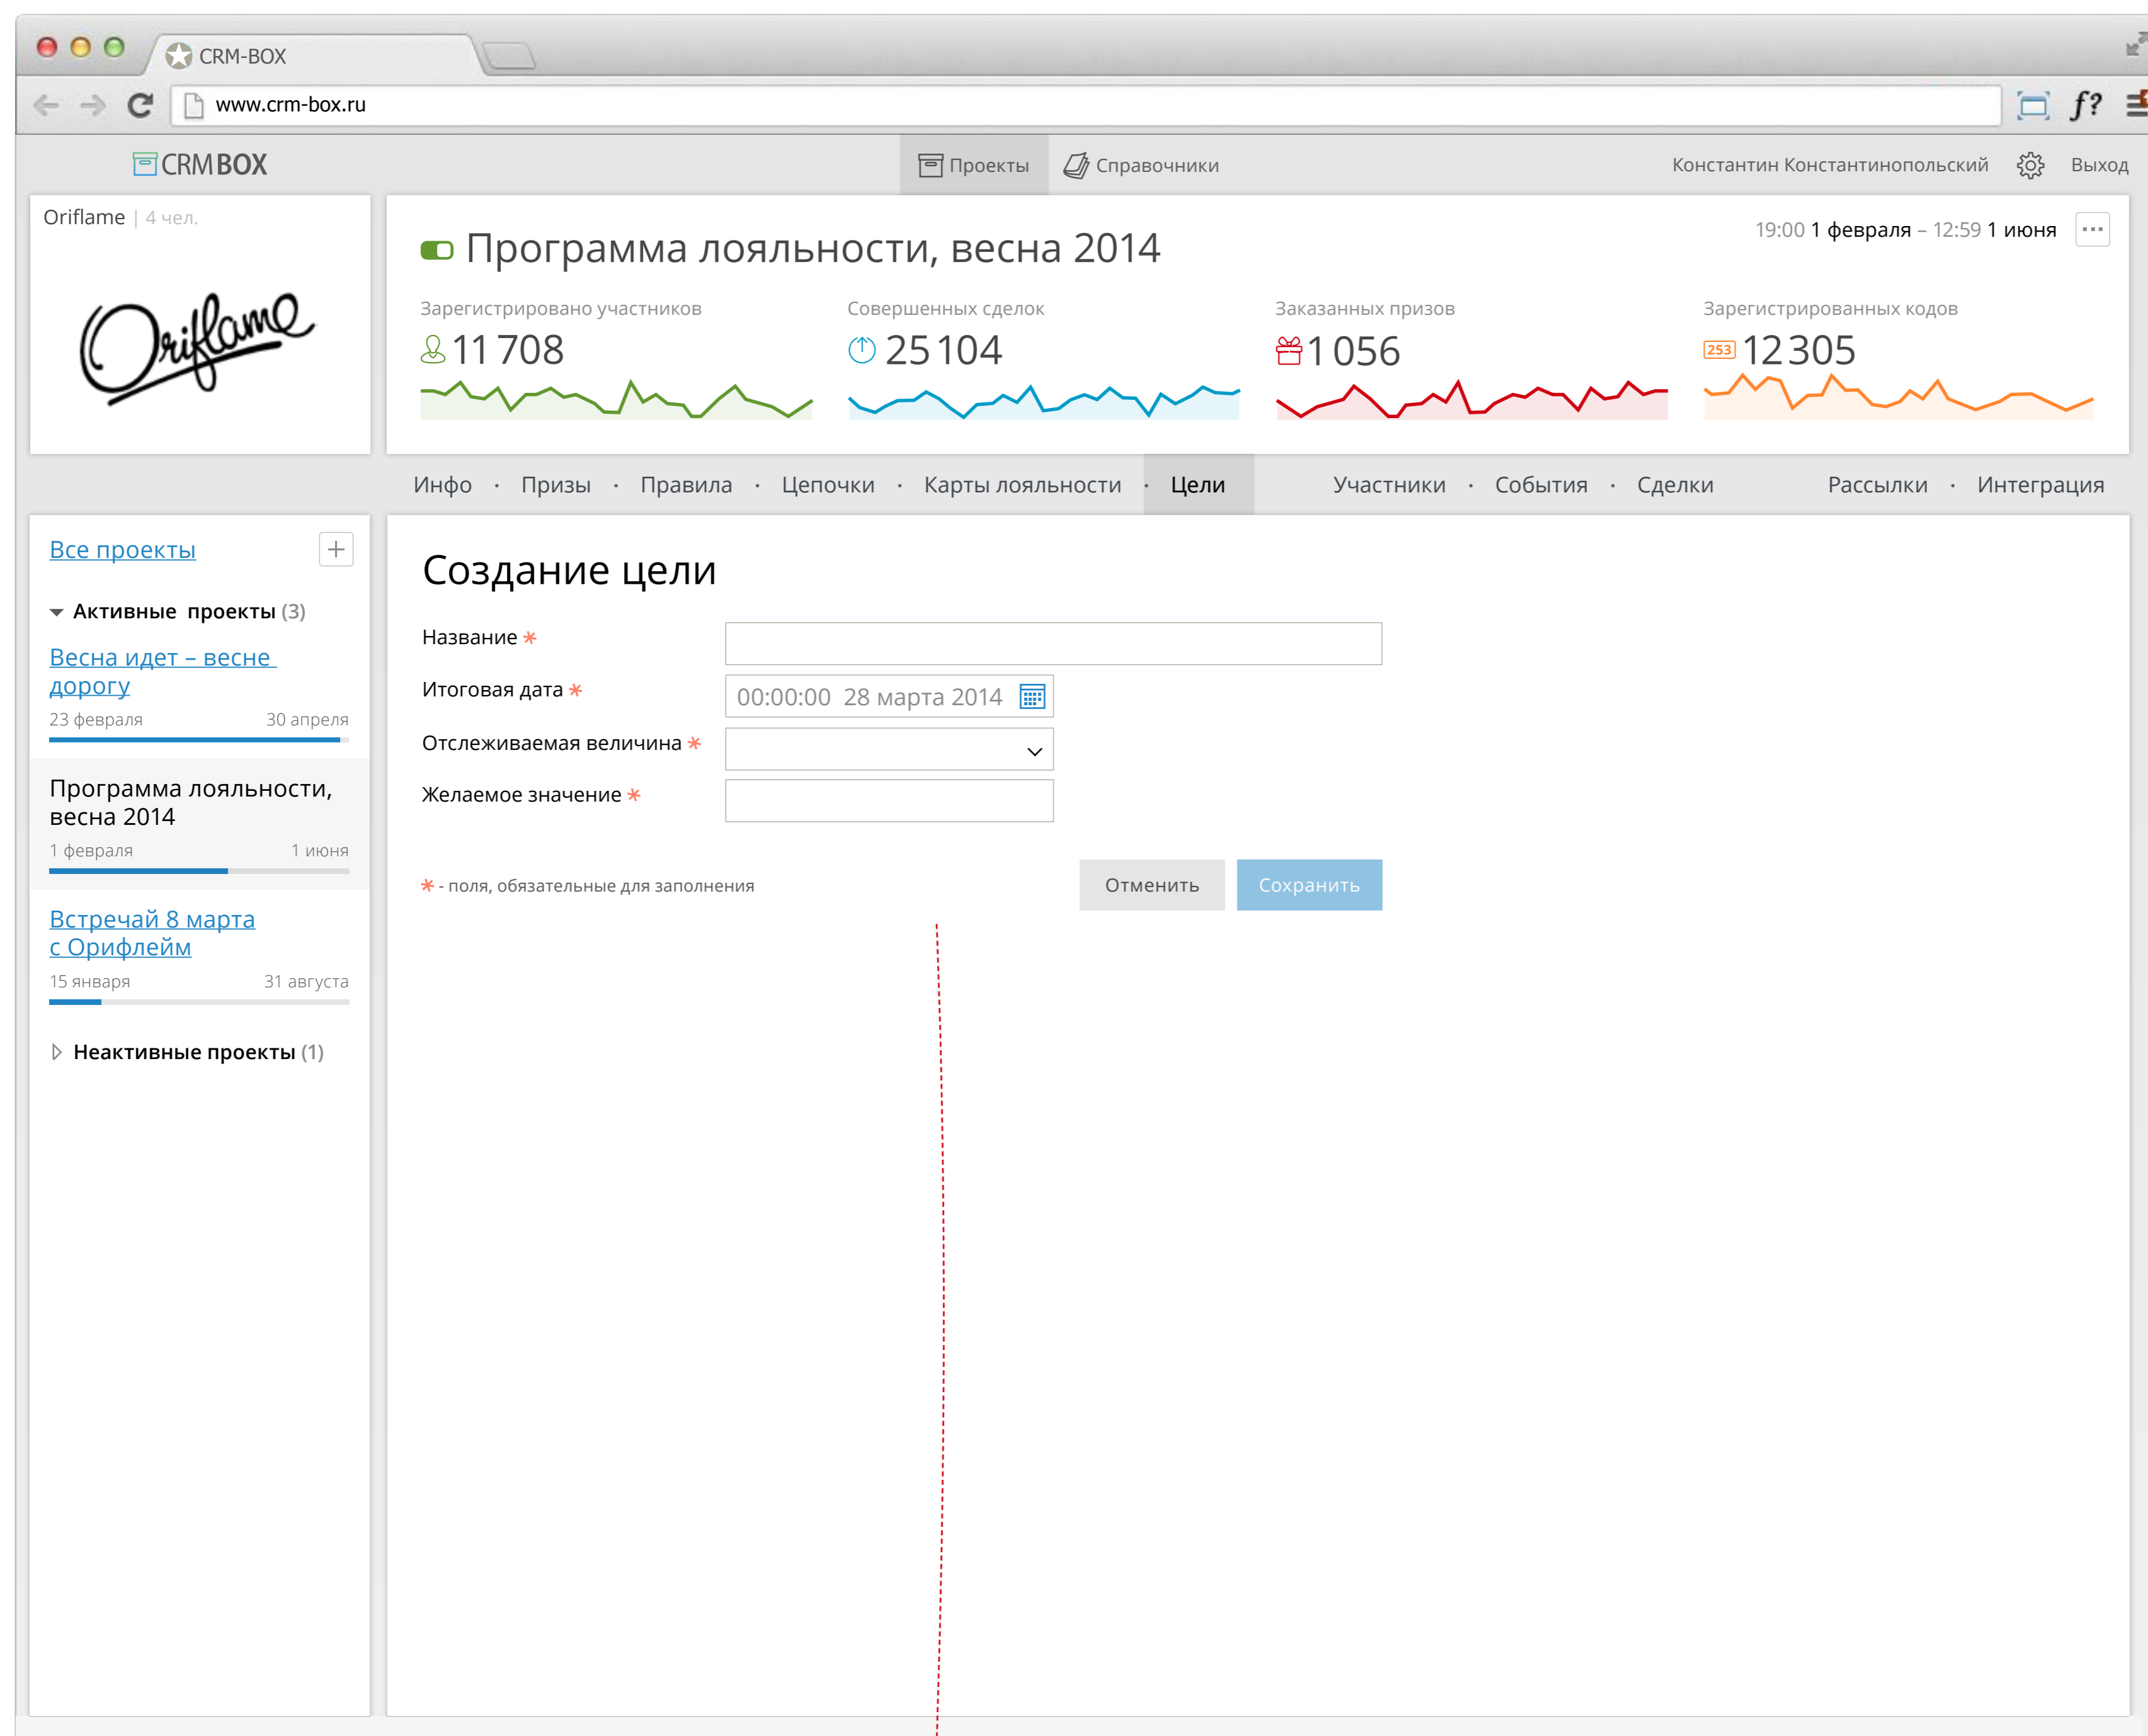 CRM-BOX
www.crm-box.ru
f?
CRM BOX
Проекты
Справочники
Константин Константинопольский
Выход
Oriflame | 4 чел.
Oriflame
Программа лояльности, весна 2014
19:00 1 февраля – 12:59 1 июня
Зарегистрировано участников
11 708
Совершенных сделок
25 104
Заказанных призов
1 056
Зарегистрированных кодов
253 12 305
Инфо · Призы · Правила · Цепочки · Карты лояльности · Цели
Участники · События · Сделки
Рассылки · Интеграция
Все проекты
Активные проекты (3)
Весна идет – весне
дорогу
23 февраля 30 апреля
Программа лояльности,
весна 2014
1 февраля 1 июня
Встречай 8 марта
с Орифлейм
15 января 31 августа
Неактивные проекты (1)
Создание цели
Название *
Итоговая дата *
00:00:00 28 марта 2014
Отслеживаемая величина *
Желаемое значение *
* - поля, обязательные для заполнения
Отменить
Сохранить